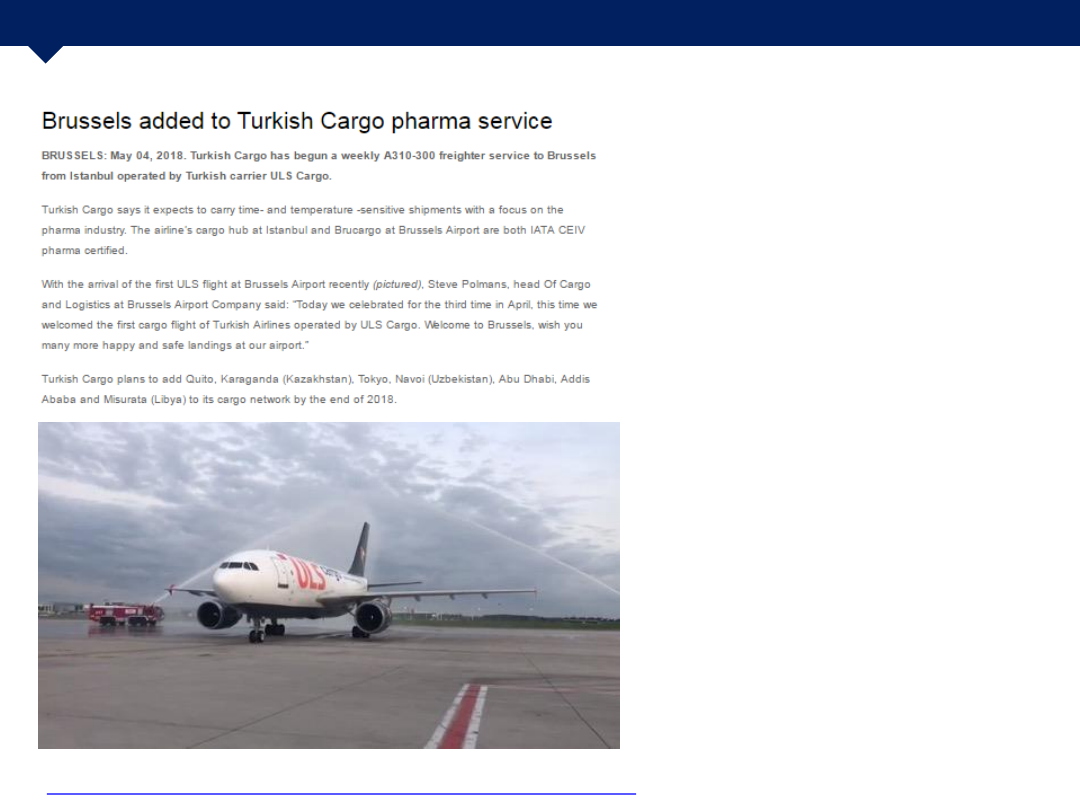 Brussels added to Turkish Cargo pharma service
BRUSSELS: May 04, 2018. Turkish Cargo has begun a weekly A310-300 freighter service to Brussels
from Istanbul operated by Turkish carrier ULS Cargo.
Turkish Cargo says it expects to carry time- and temperature -sensitive shipments with a focus on the
pharma industry. The airline's cargo hub at Istanbul and Brucargo at Brussels Airport are both IATA CEIV
pharma certified.
With the arrival of the first ULS flight at Brussels Airport recently (pictured), Steve Polmans, head Of Cargo
and Logistics at Brussels Airport Company said: "Today we celebrated for the third time in April, this time we
welcomed the first cargo flight of Turkish Airlines operated by ULS Cargo. Welcome to Brussels, wish you
many more happy and safe landings at our airport."
Turkish Cargo plans to add Quito, Karaganda (Kazakhstan), Tokyo, Navoi (Uzbekistan), Abu Dhabi, Addis
Ababa and Misurata (Libya) to its cargo network by the end of 2018.
ULS cargo